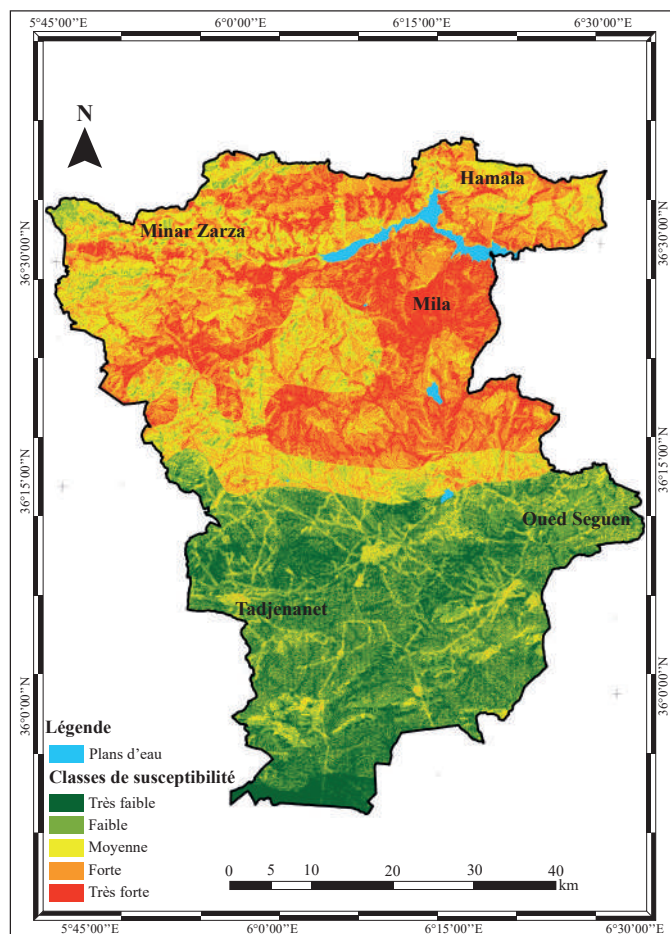 5°45'00''E 6°0'00''E 6°15'00''E 6°30'00''E
N
Hamala
Minar Zarza
36°30'00''N 36°30'00''N
Mila
36°15'00''N 36°15'00''N
Oued Seguen
Tadjenanet
36°0'00''N 36°0'00''N
Légende
Plans d'eau
Classes de susceptibilité
Très faible
Faible
Moyenne
Forte
Très forte
0 5 10 20 30 40
km
5°45'00''E 6°0'00''E 6°15'00''E 6°30'00''E